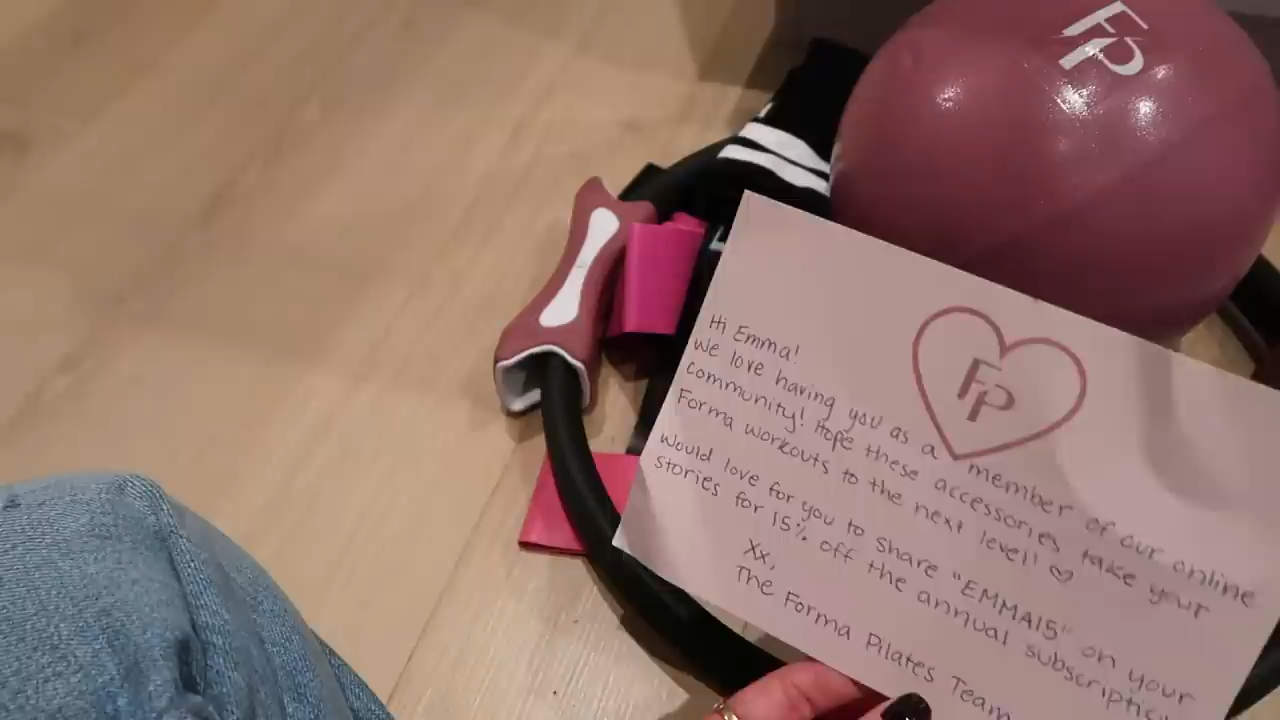 FP
FP
Hi Emma!
We love having you as a member of our online
community! Hope these accessories take your
Forma workouts to the next level! ♡
Would love for you to share "EMMA15" on your
stories for 15% off the annual
Xx,
The Forma Pilates Team